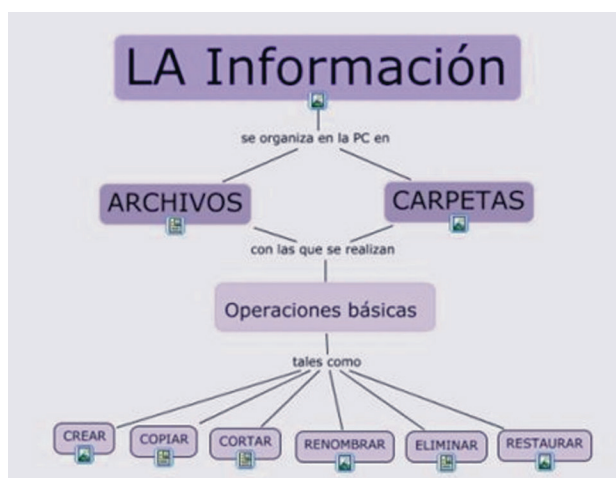 LA Información
se organiza en la PC en
ARCHIVOS
CARPETAS
con las que se realizan
Operaciones básicas
tales como
CREAR
COPIAR
CORTAR
RENOMBRAR
ELIMINAR
RESTAURAR